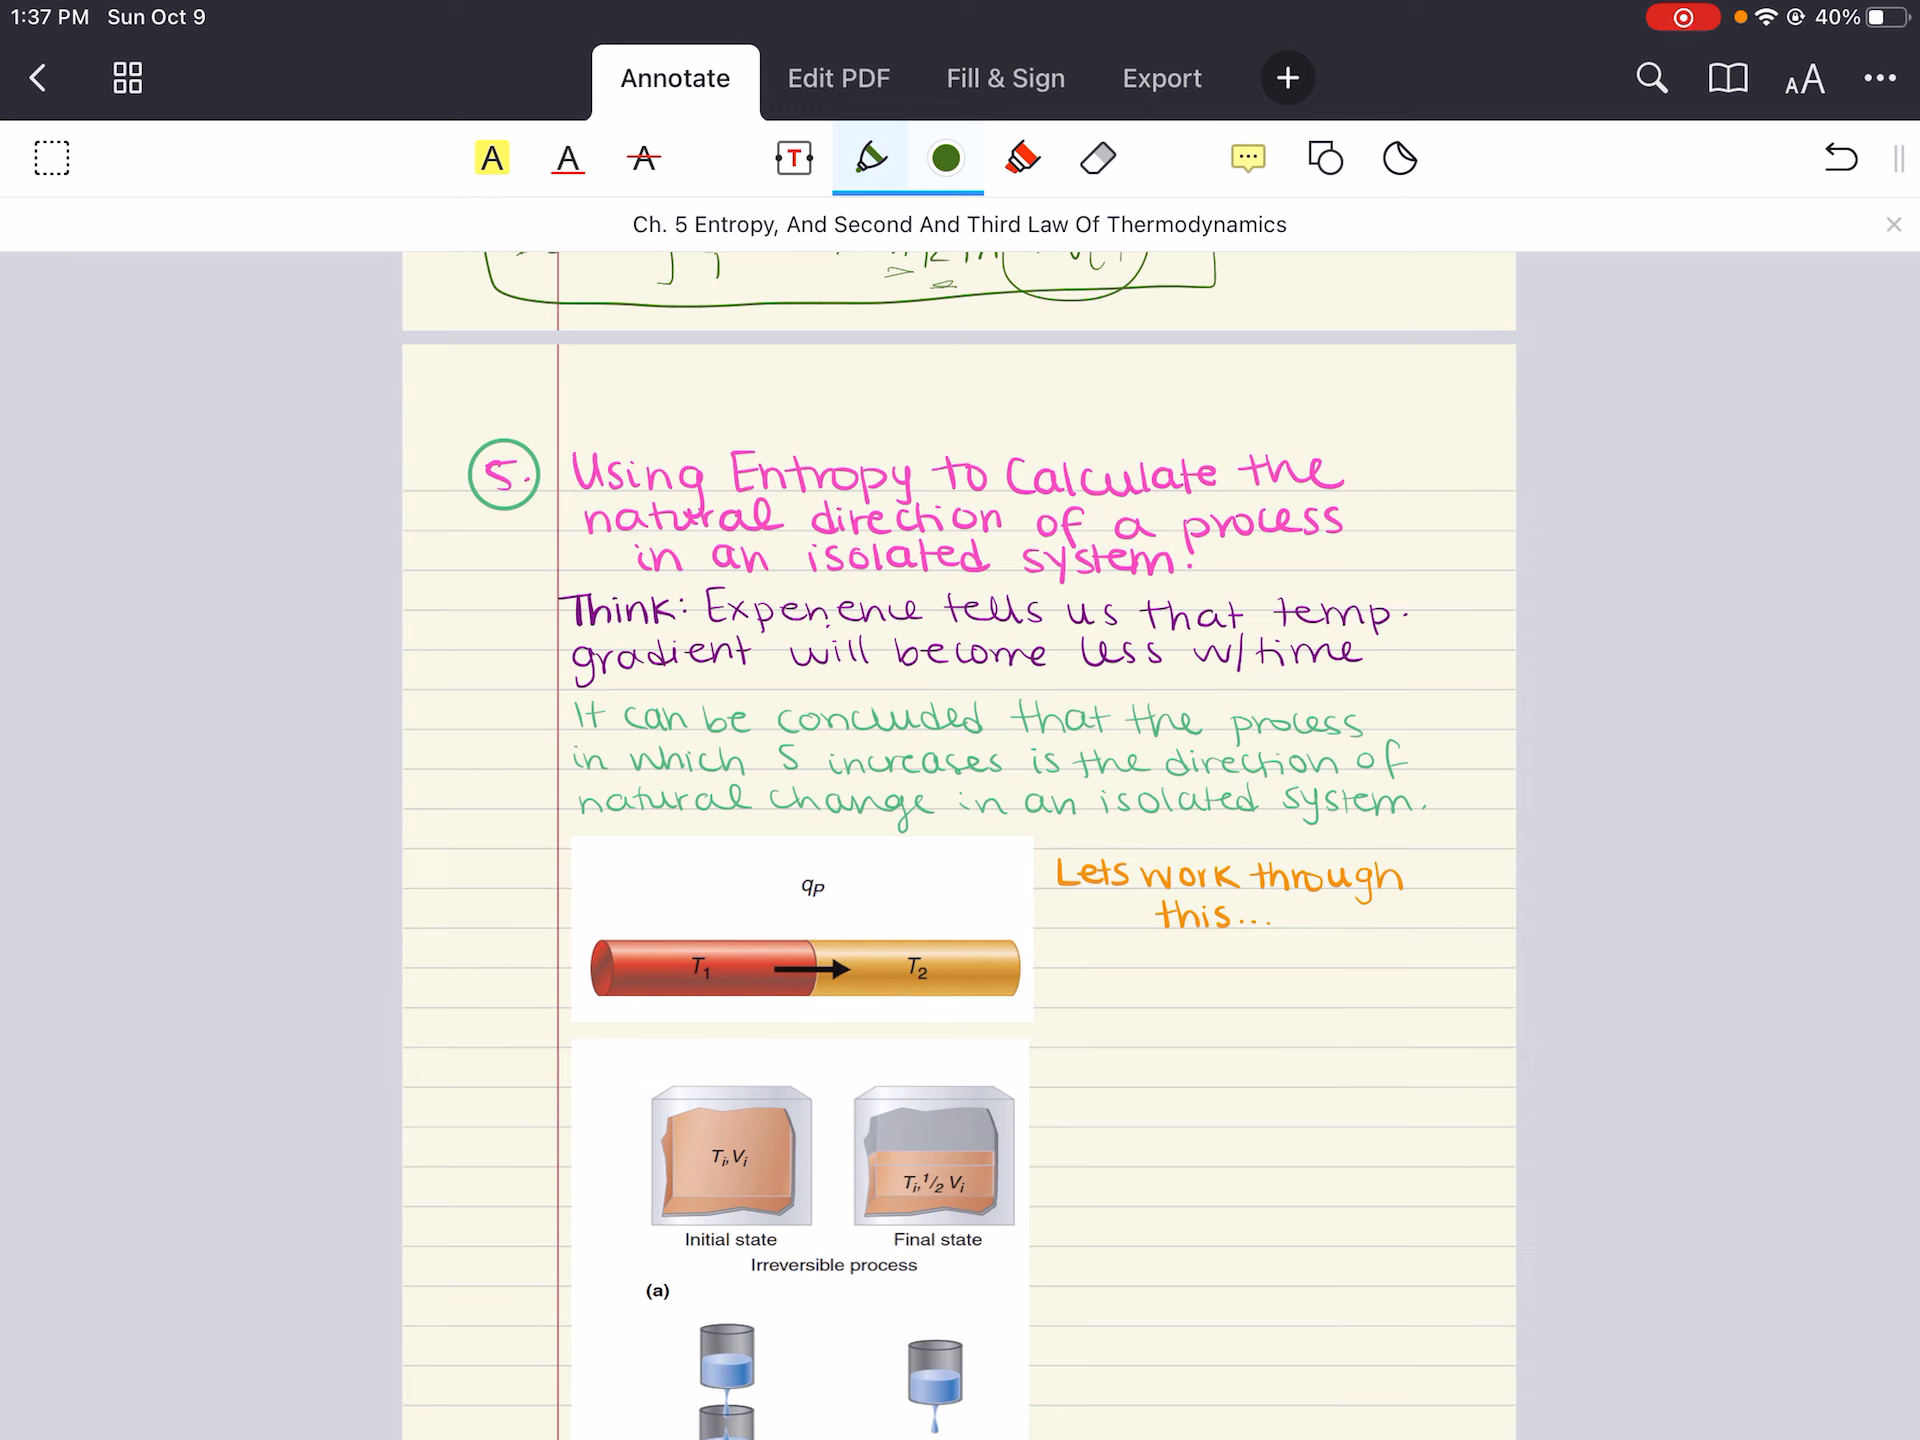 1:37 PM Sun Oct 9
40%
Annotate Edit PDF Fill & Sign Export
Ch. 5 Entropy, And Second And Third Law Of Thermodynamics
5. Using Entropy to Calculate the
natural direction of a process
in an isolated system!
Think: Experience tells us that temp.
gradient will become less w/time
It can be concluded that the process
in which S increases is the direction of
natural change in an isolated system.
qP
Lets work through
this...
T1 T2
Ti, Vi
Ti, 1/2 Vi
Initial state Final state
Irreversible process
(a)